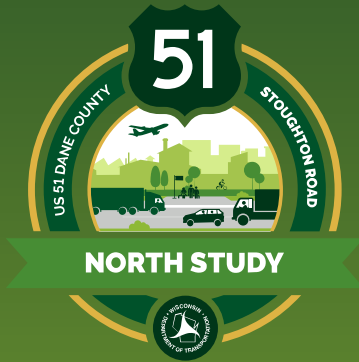 51
US 51 DANE COUNTY
STOUGHTON ROAD
NORTH STUDY
WISCONSIN
DEPARTMENT OF TRANSPORTATION